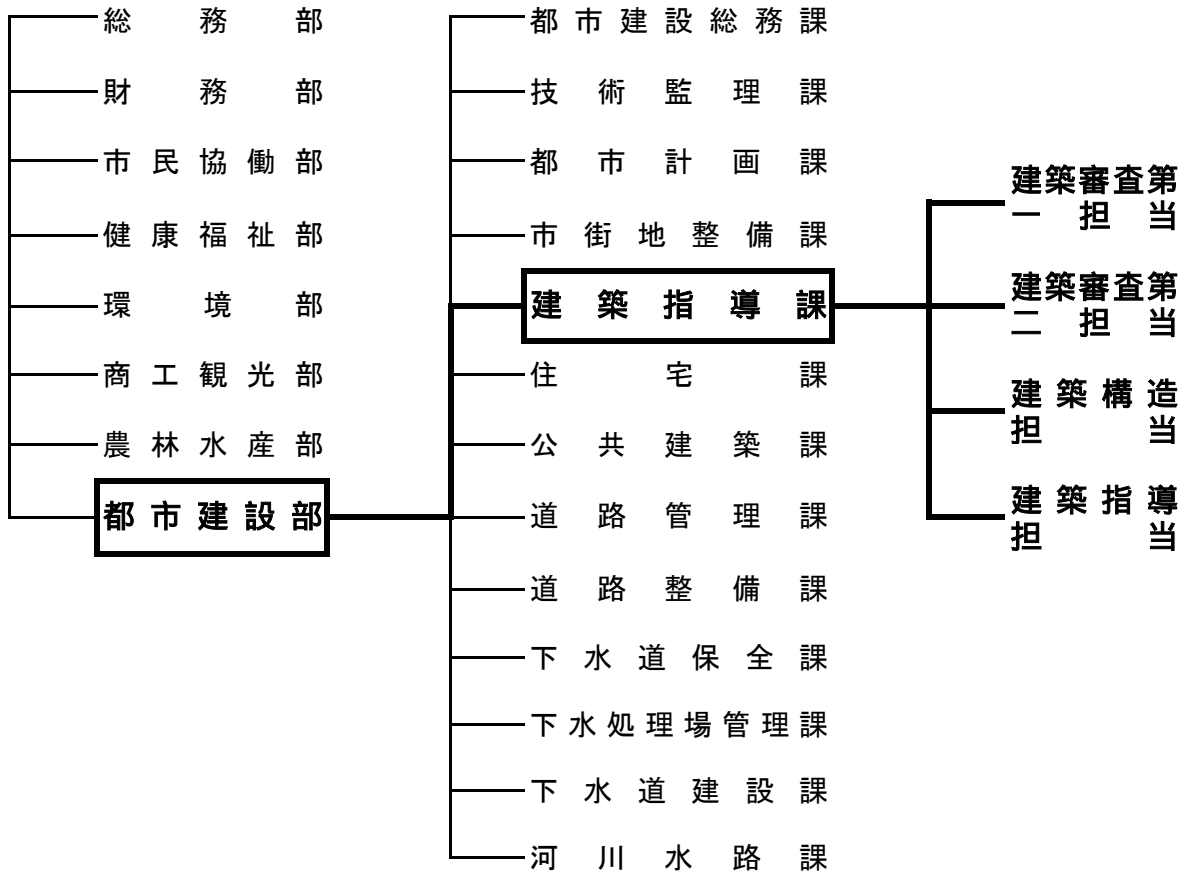 総務部
財務部
市民協働部
健康福祉部
環境部
商工観光部
農林水産部
都市建設部
都市建設総務課
技術監理課
都市計画課
市街地整備課
建築指導課
住宅課
公共建築課
道路管理課
道路整備課
下水道保全課
下水処理場管理課
下水道建設課
河川水路課
建築審査第
一担当
建築審査第
二担当
建築構造
担当
建築指導
担当